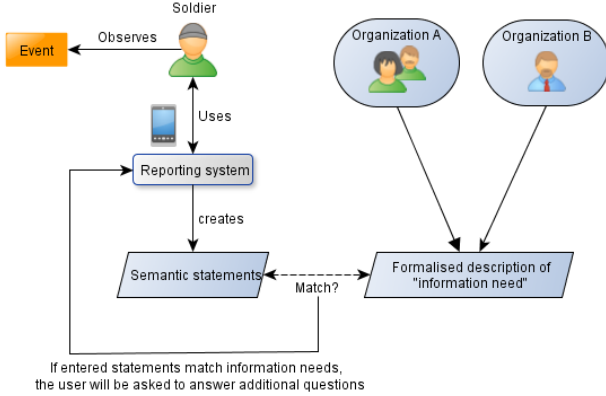 Soldier
Observes
Event
Organization A
Organization B
Uses
Reporting system
creates
Semantic statements
Match?
Formalised description of
"information need"
If entered statements match information needs,
the user will be asked to answer additional questions